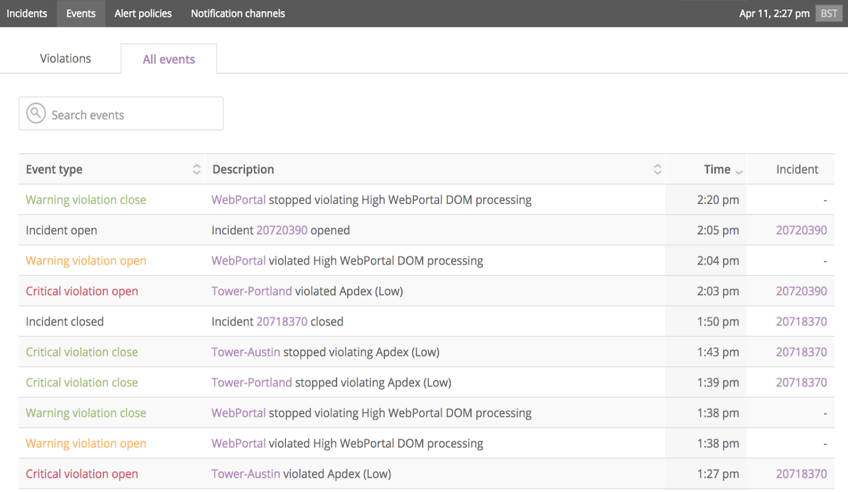 Incidents Events Alert policies Notification channels Apr 11, 2:27 pm BST
Violations All events
Search events
Event type Description Time Incident
Warning violation close WebPortal stopped violating High WebPortal DOM processing 2:20 pm -
Incident open Incident 20720390 opened 2:05 pm 20720390
Warning violation open WebPortal violated High WebPortal DOM processing 2:04 pm -
Critical violation open Tower-Portland violated Apdex (Low) 2:03 pm 20720390
Incident closed Incident 20718370 closed 1:50 pm 20718370
Critical violation close Tower-Austin stopped violating Apdex (Low) 1:43 pm 20718370
Critical violation close Tower-Portland stopped violating Apdex (Low) 1:39 pm 20718370
Warning violation close WebPortal stopped violating High WebPortal DOM processing 1:38 pm -
Warning violation open WebPortal violated High WebPortal DOM processing 1:38 pm -
Critical violation open Tower-Austin violated Apdex (Low) 1:27 pm 20718370